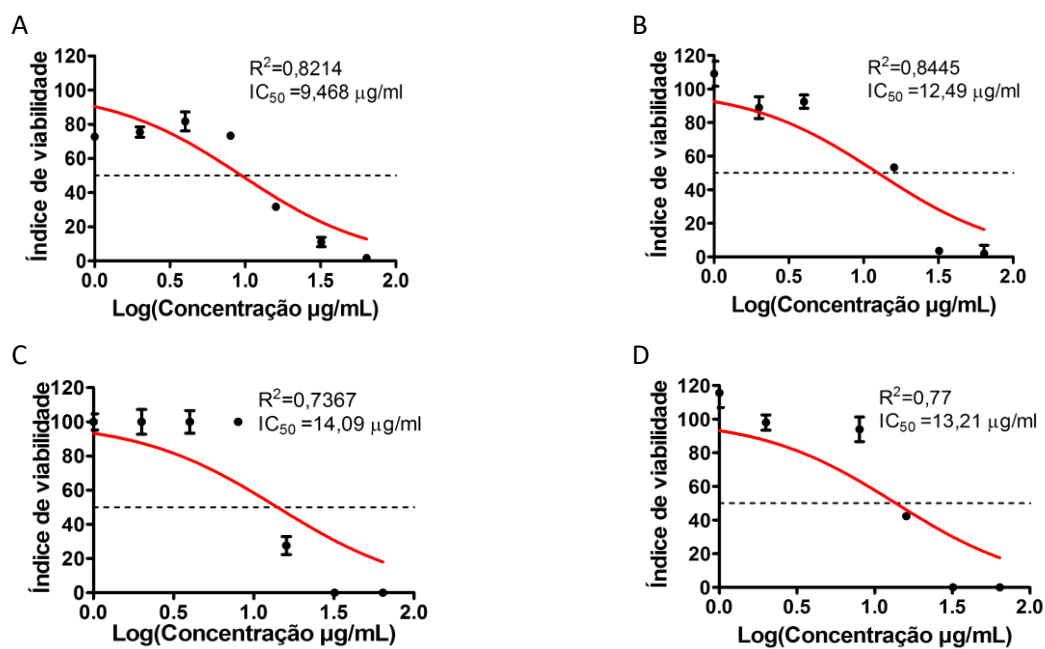 A
120
100
80
60
40
20
0
Índice de viabilidade
R²=0,8214
IC₅₀ =9,468 µg/ml
0.0 0.5 1.0 1.5 2.0
Log(Concentração µg/mL)
B
120
100
80
60
40
20
0
Índice de viabilidade
R²=0,8445
IC₅₀ =12,49 µg/ml
0.0 0.5 1.0 1.5 2.0
Log(Concentração µg/mL)
C
120
100
80
60
40
20
0
Índice de viabilidade
R²=0,7367
IC₅₀ =14,09 µg/ml
0.0 0.5 1.0 1.5 2.0
Log(Concentração µg/mL)
D
120
100
80
60
40
20
0
Índice de viabilidade
R²=0,77
IC₅₀ =13,21 µg/ml
0.0 0.5 1.0 1.5 2.0
Log(Concentração µg/mL)